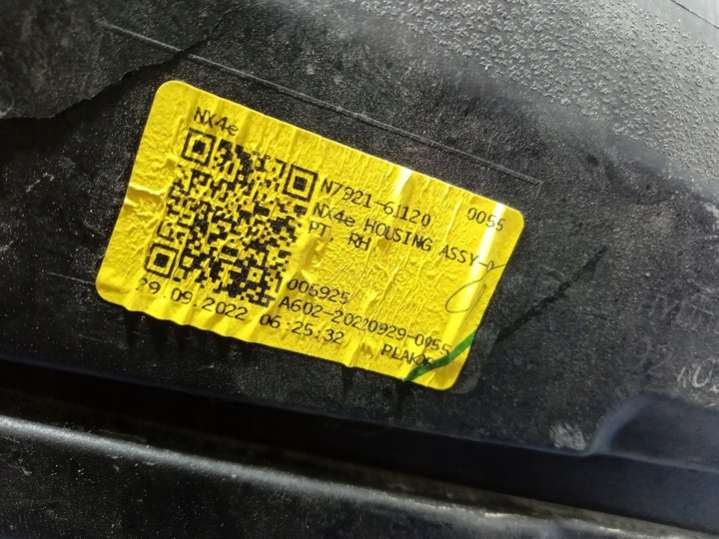 NX4e
N7921-61120 0055
NX4e HOUSING ASSY-
PT. RH
005925
A602-20220929-0055
29.09.2022 06:25:32